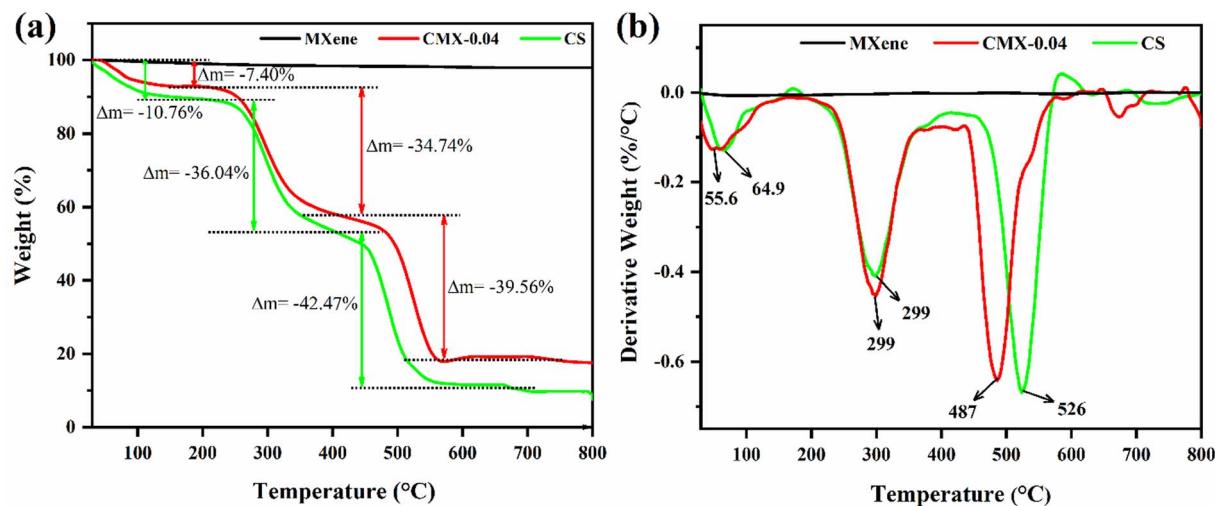 (a)
MXene CMX-0.04 CS
100
80
60
40
20
0
Δm= -7.40%
Δm= -10.76%
Δm= -34.74%
Δm= -36.04%
Δm= -39.56%
Δm= -42.47%
100 200 300 400 500 600 700 800
Weight (%)
Temperature (°C)
(b)
MXene CMX-0.04 CS
0.0
-0.2
-0.4
-0.6
55.6
64.9
299
299
487
526
100 200 300 400 500 600 700 800
Derivative Weight (%/°C)
Temperature (°C)